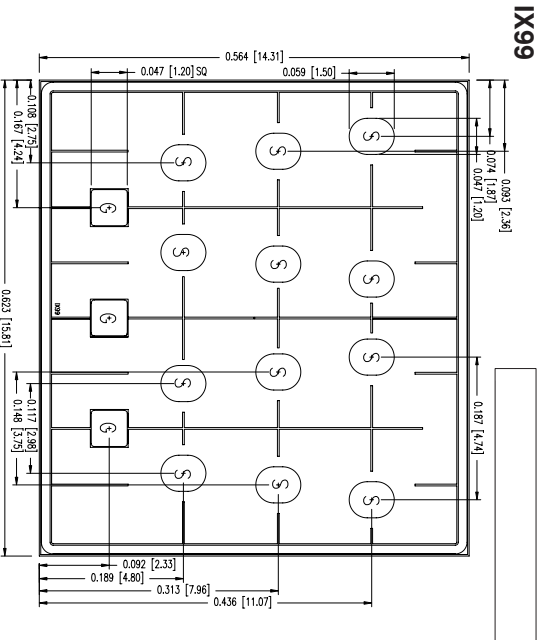 IX99
0.564 [14.31]
0.047 [1.20] SQ
0.059 [1.50]
0.108 [2.75]
0.167 [4.24]
0.093 [2.36]
0.074 [1.87]
0.047 [1.20]
S
S
S
G
S
S
S
IX99
G
S
S
S
G
S
S
S
0.623 [15.81]
0.187 [4.74]
0.117 [2.98]
0.148 [3.75]
0.092 [2.33]
0.189 [4.80]
0.313 [7.96]
0.436 [11.07]